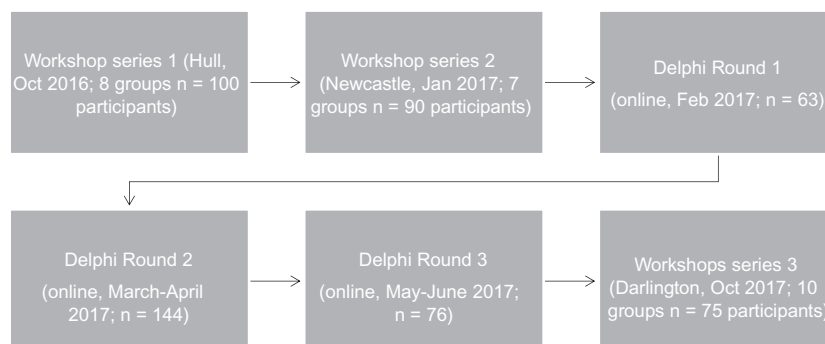 Workshop series 1 (Hull,
Oct 2016; 8 groups n = 100
participants)
Workshop series 2
(Newcastle, Jan 2017; 7
groups n = 90 participants)
Delphi Round 1
(online, Feb 2017; n = 63)
Delphi Round 2
(online, March-April
2017; n = 144)
Delphi Round 3
(online, May-June 2017;
n = 76)
Workshops series 3
(Darlington, Oct 2017; 10
groups n = 75 participants)